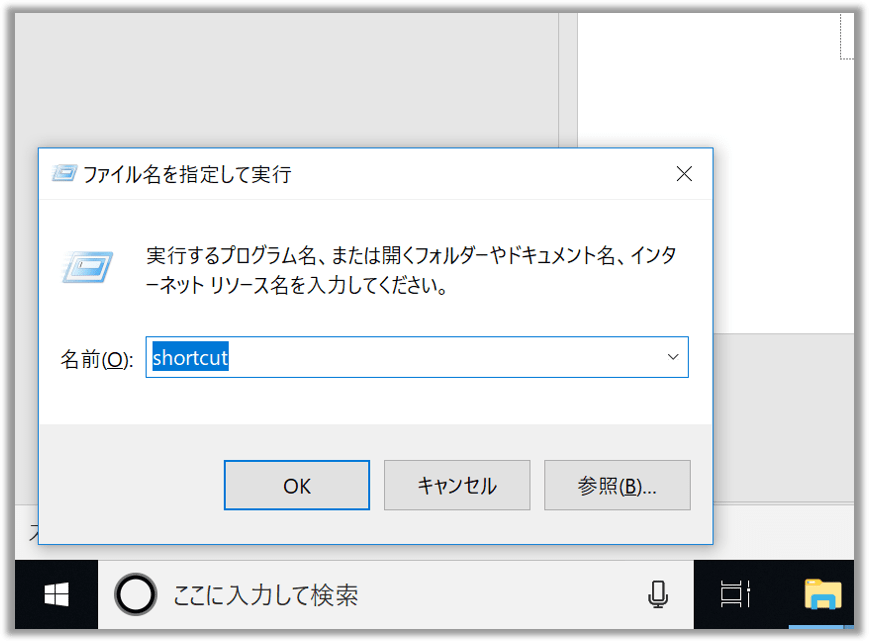 ファイル名を指定して実行
実行するプログラム名、または開くフォルダーやドキュメント名、インタ
ーネット リソース名を入力してください。
名前(O):
shortcut
OK
キャンセル
参照(B)...
ここに入力して検索